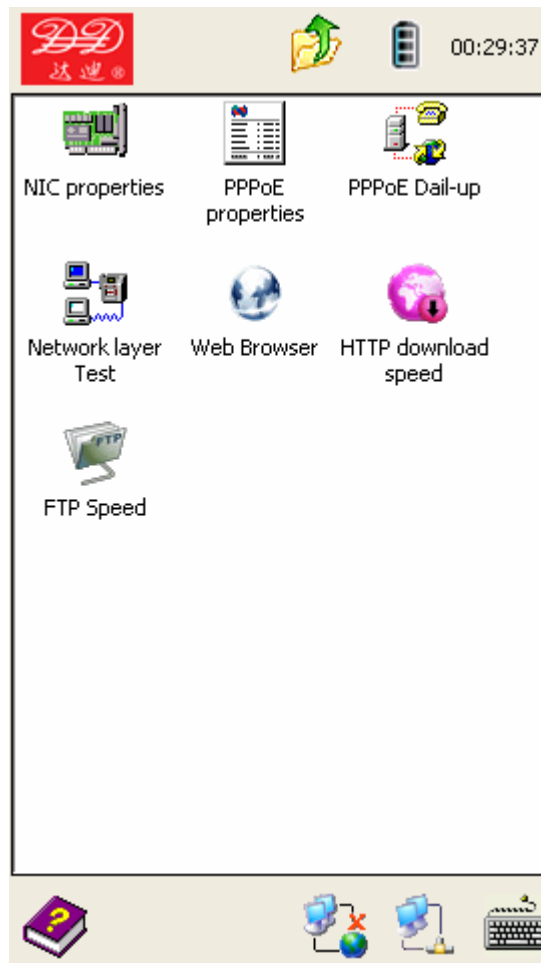 DD
达迪®
00:29:37
NIC properties
PPPoE
properties
PPPoE Dail-up
Network layer
Test
Web Browser
HTTP download
speed
FTP
FTP Speed